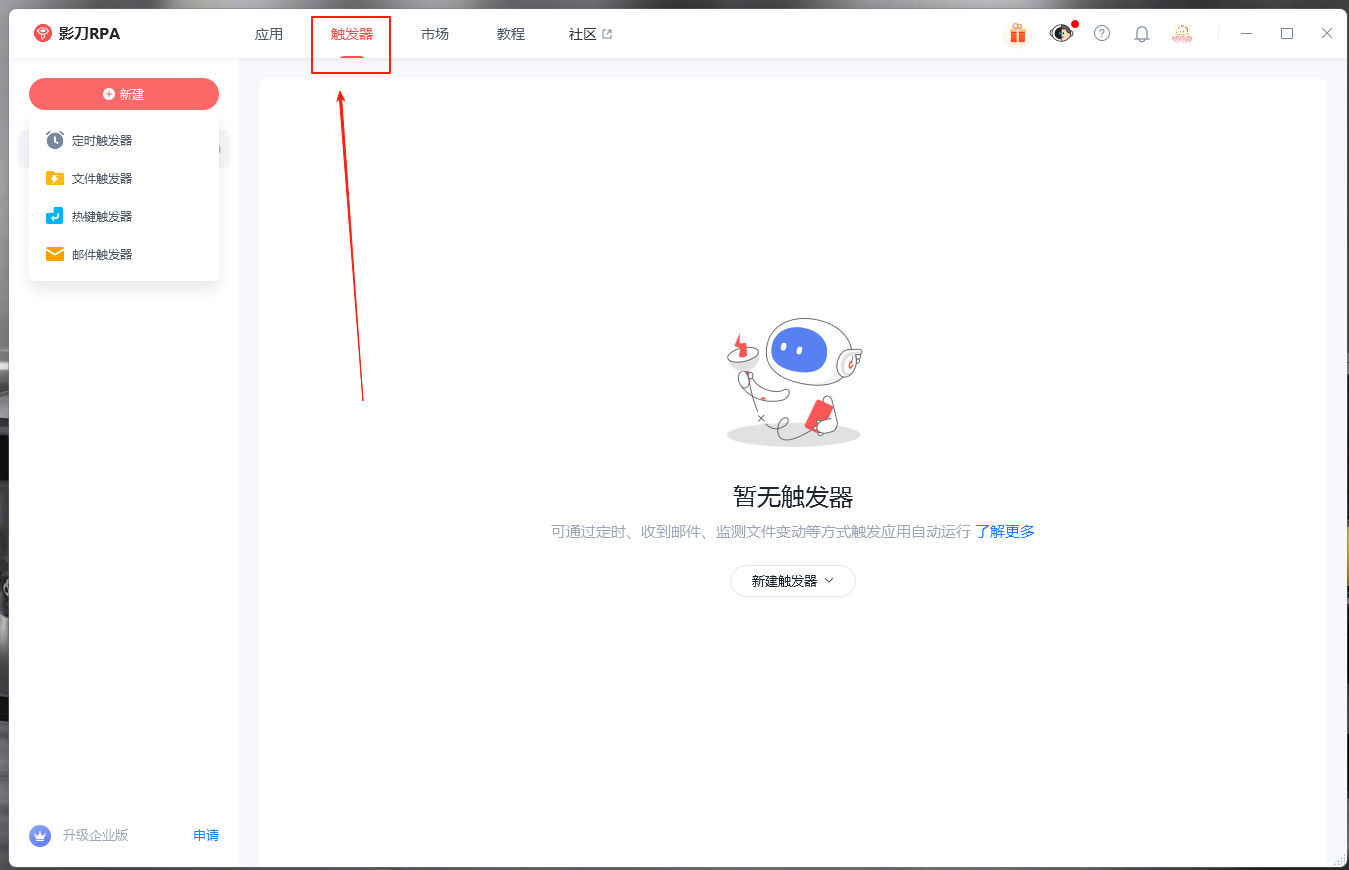 影刀RPA
应用
触发器
市场
教程
社区
新建
定时触发器
文件触发器
热键触发器
邮件触发器
暂无触发器
可通过定时、收到邮件、监测文件变动等方式触发应用自动运行 了解更多
新建触发器
升级企业版
申请